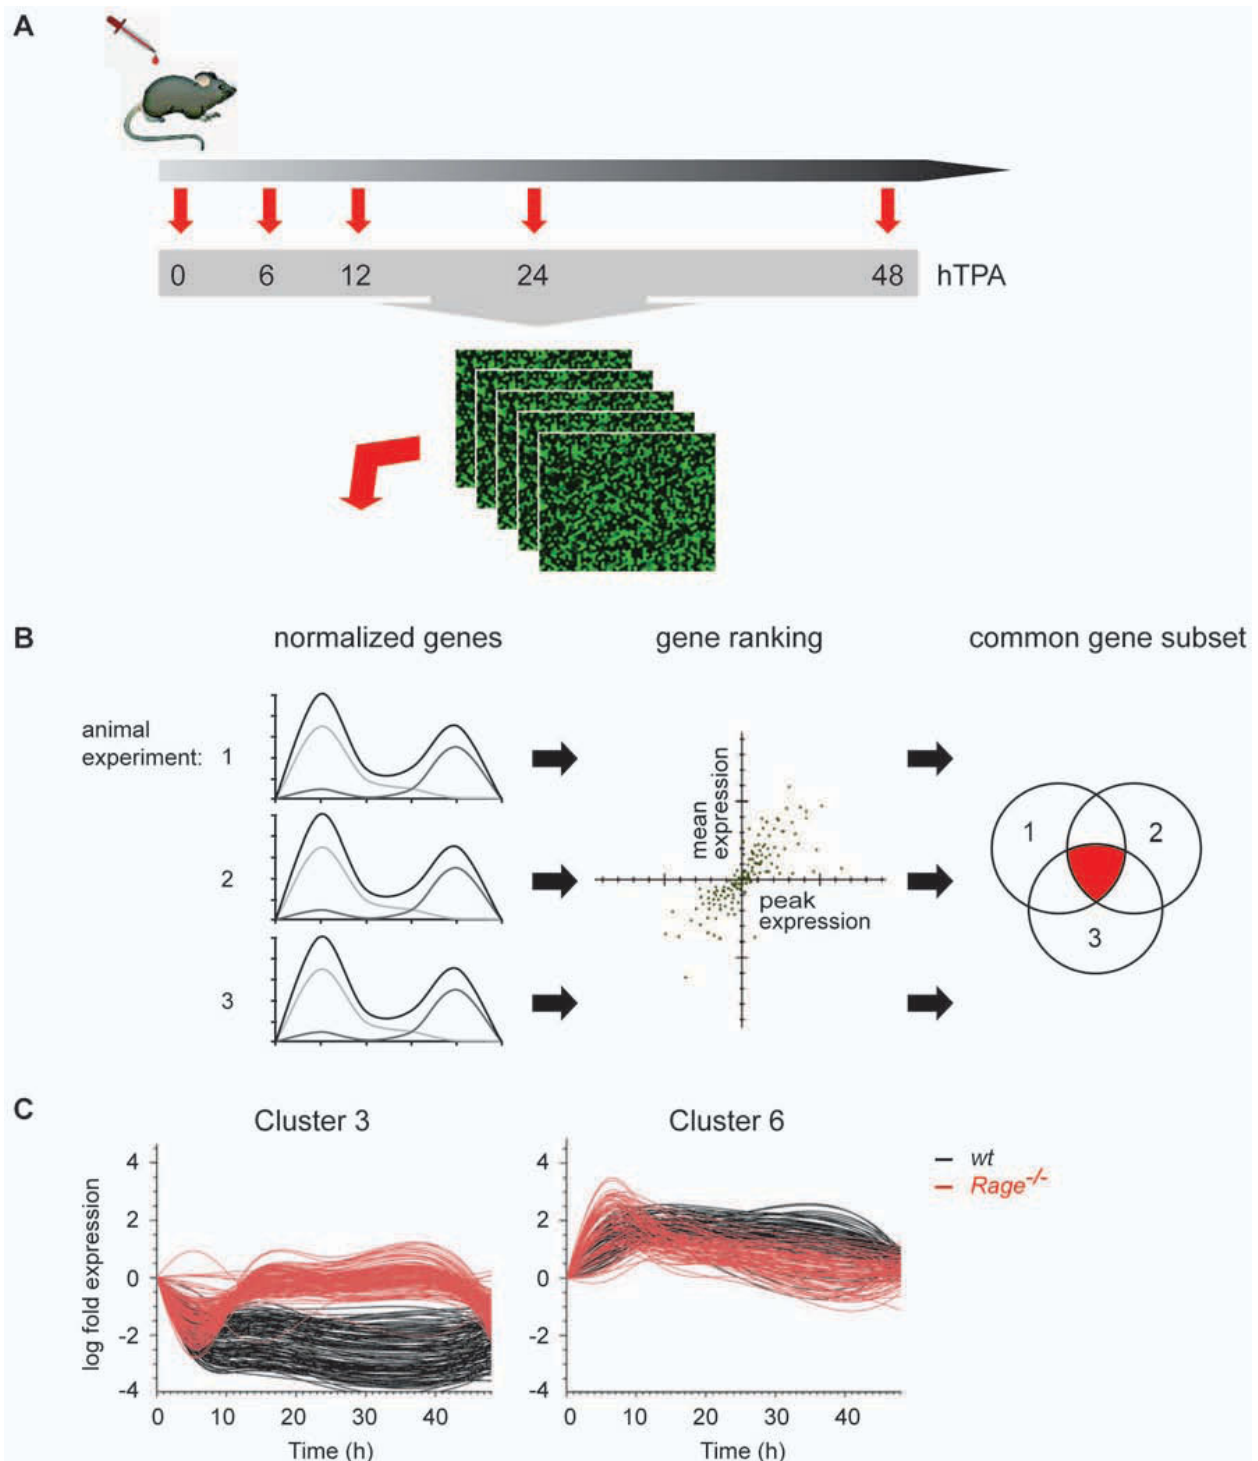 A
0 6 12 24 48 hTPA
B
normalized genes gene ranking common gene subset
animal
experiment: 1
2
3
mean
expression
peak
expression
1 2
3
C
Cluster 3 Cluster 6
wt
Rage-/-
log fold expression
4
2
0
-2
-4
0 10 20 30 40
Time (h)
4
2
0
-2
-4
0 10 20 30 40
Time (h)